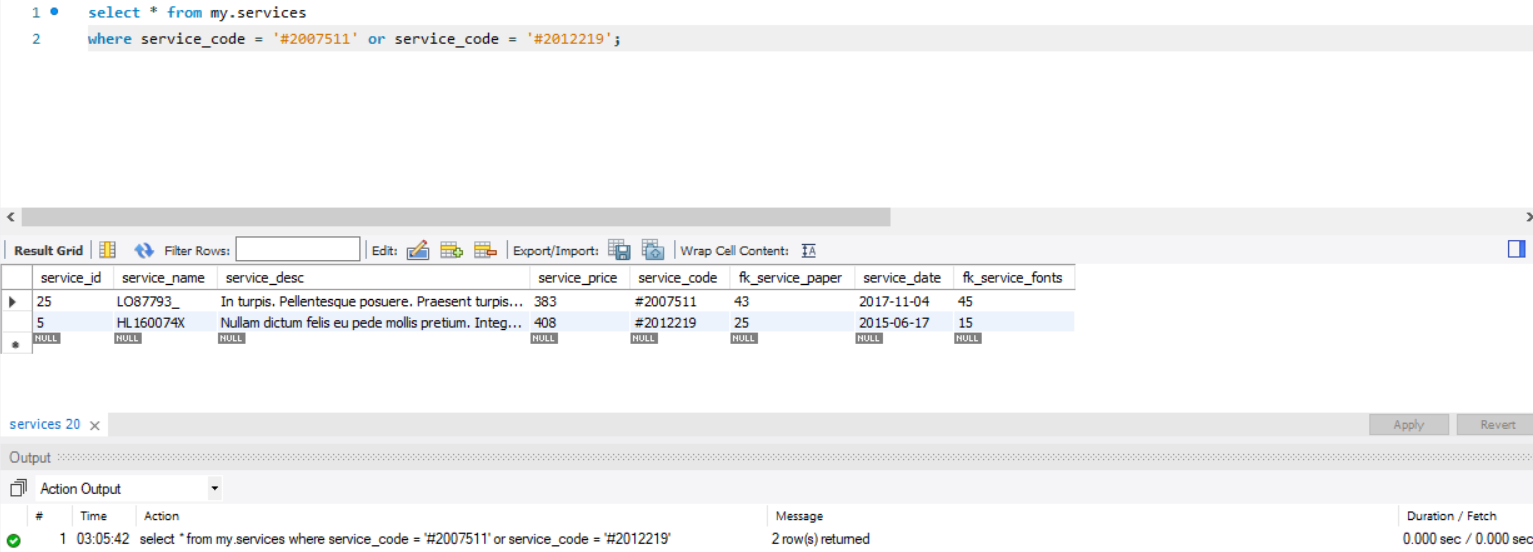 1 select * from my.services
2 where service_code = '#2007511' or service_code = '#2012219';
Result Grid Filter Rows: Edit: Export/Import: Wrap Cell Content: IA
service_id service_name service_desc service_price service_code fk_service_paper service_date fk_service_fonts
25 LO87793_ In turpis. Pellentesque posuere. Praesent turpis... 383 #2007511 43 2017-11-04 45
5 HL160074X Nullam dictum felis eu pede mollis pretium. Integ... 408 #2012219 25 2015-06-17 15
NULL NULL NULL NULL NULL NULL NULL NULL
services 20 Apply Revert
Output
Action Output
# Time Action Message Duration / Fetch
1 03:05:42 select * from my.services where service_code = '#2007511' or service_code = '#2012219' 2 row(s) returned 0.000 sec / 0.000 sec